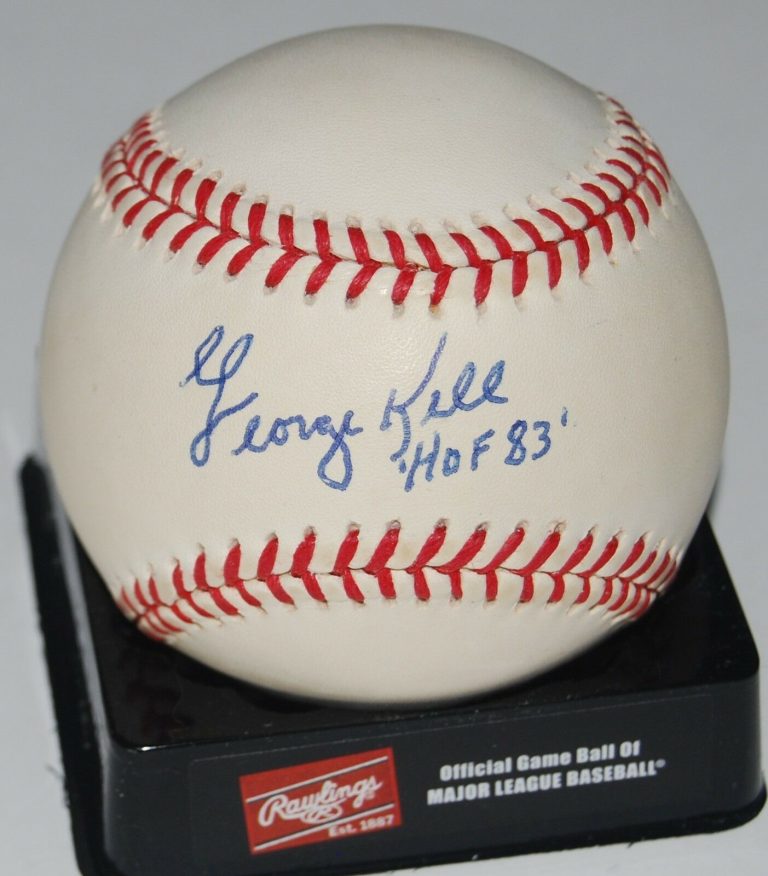 George Kell
'HOF 83'
Official Game Ball Of
MAJOR LEAGUE BASEBALL®
Rawlings
Est. 1887